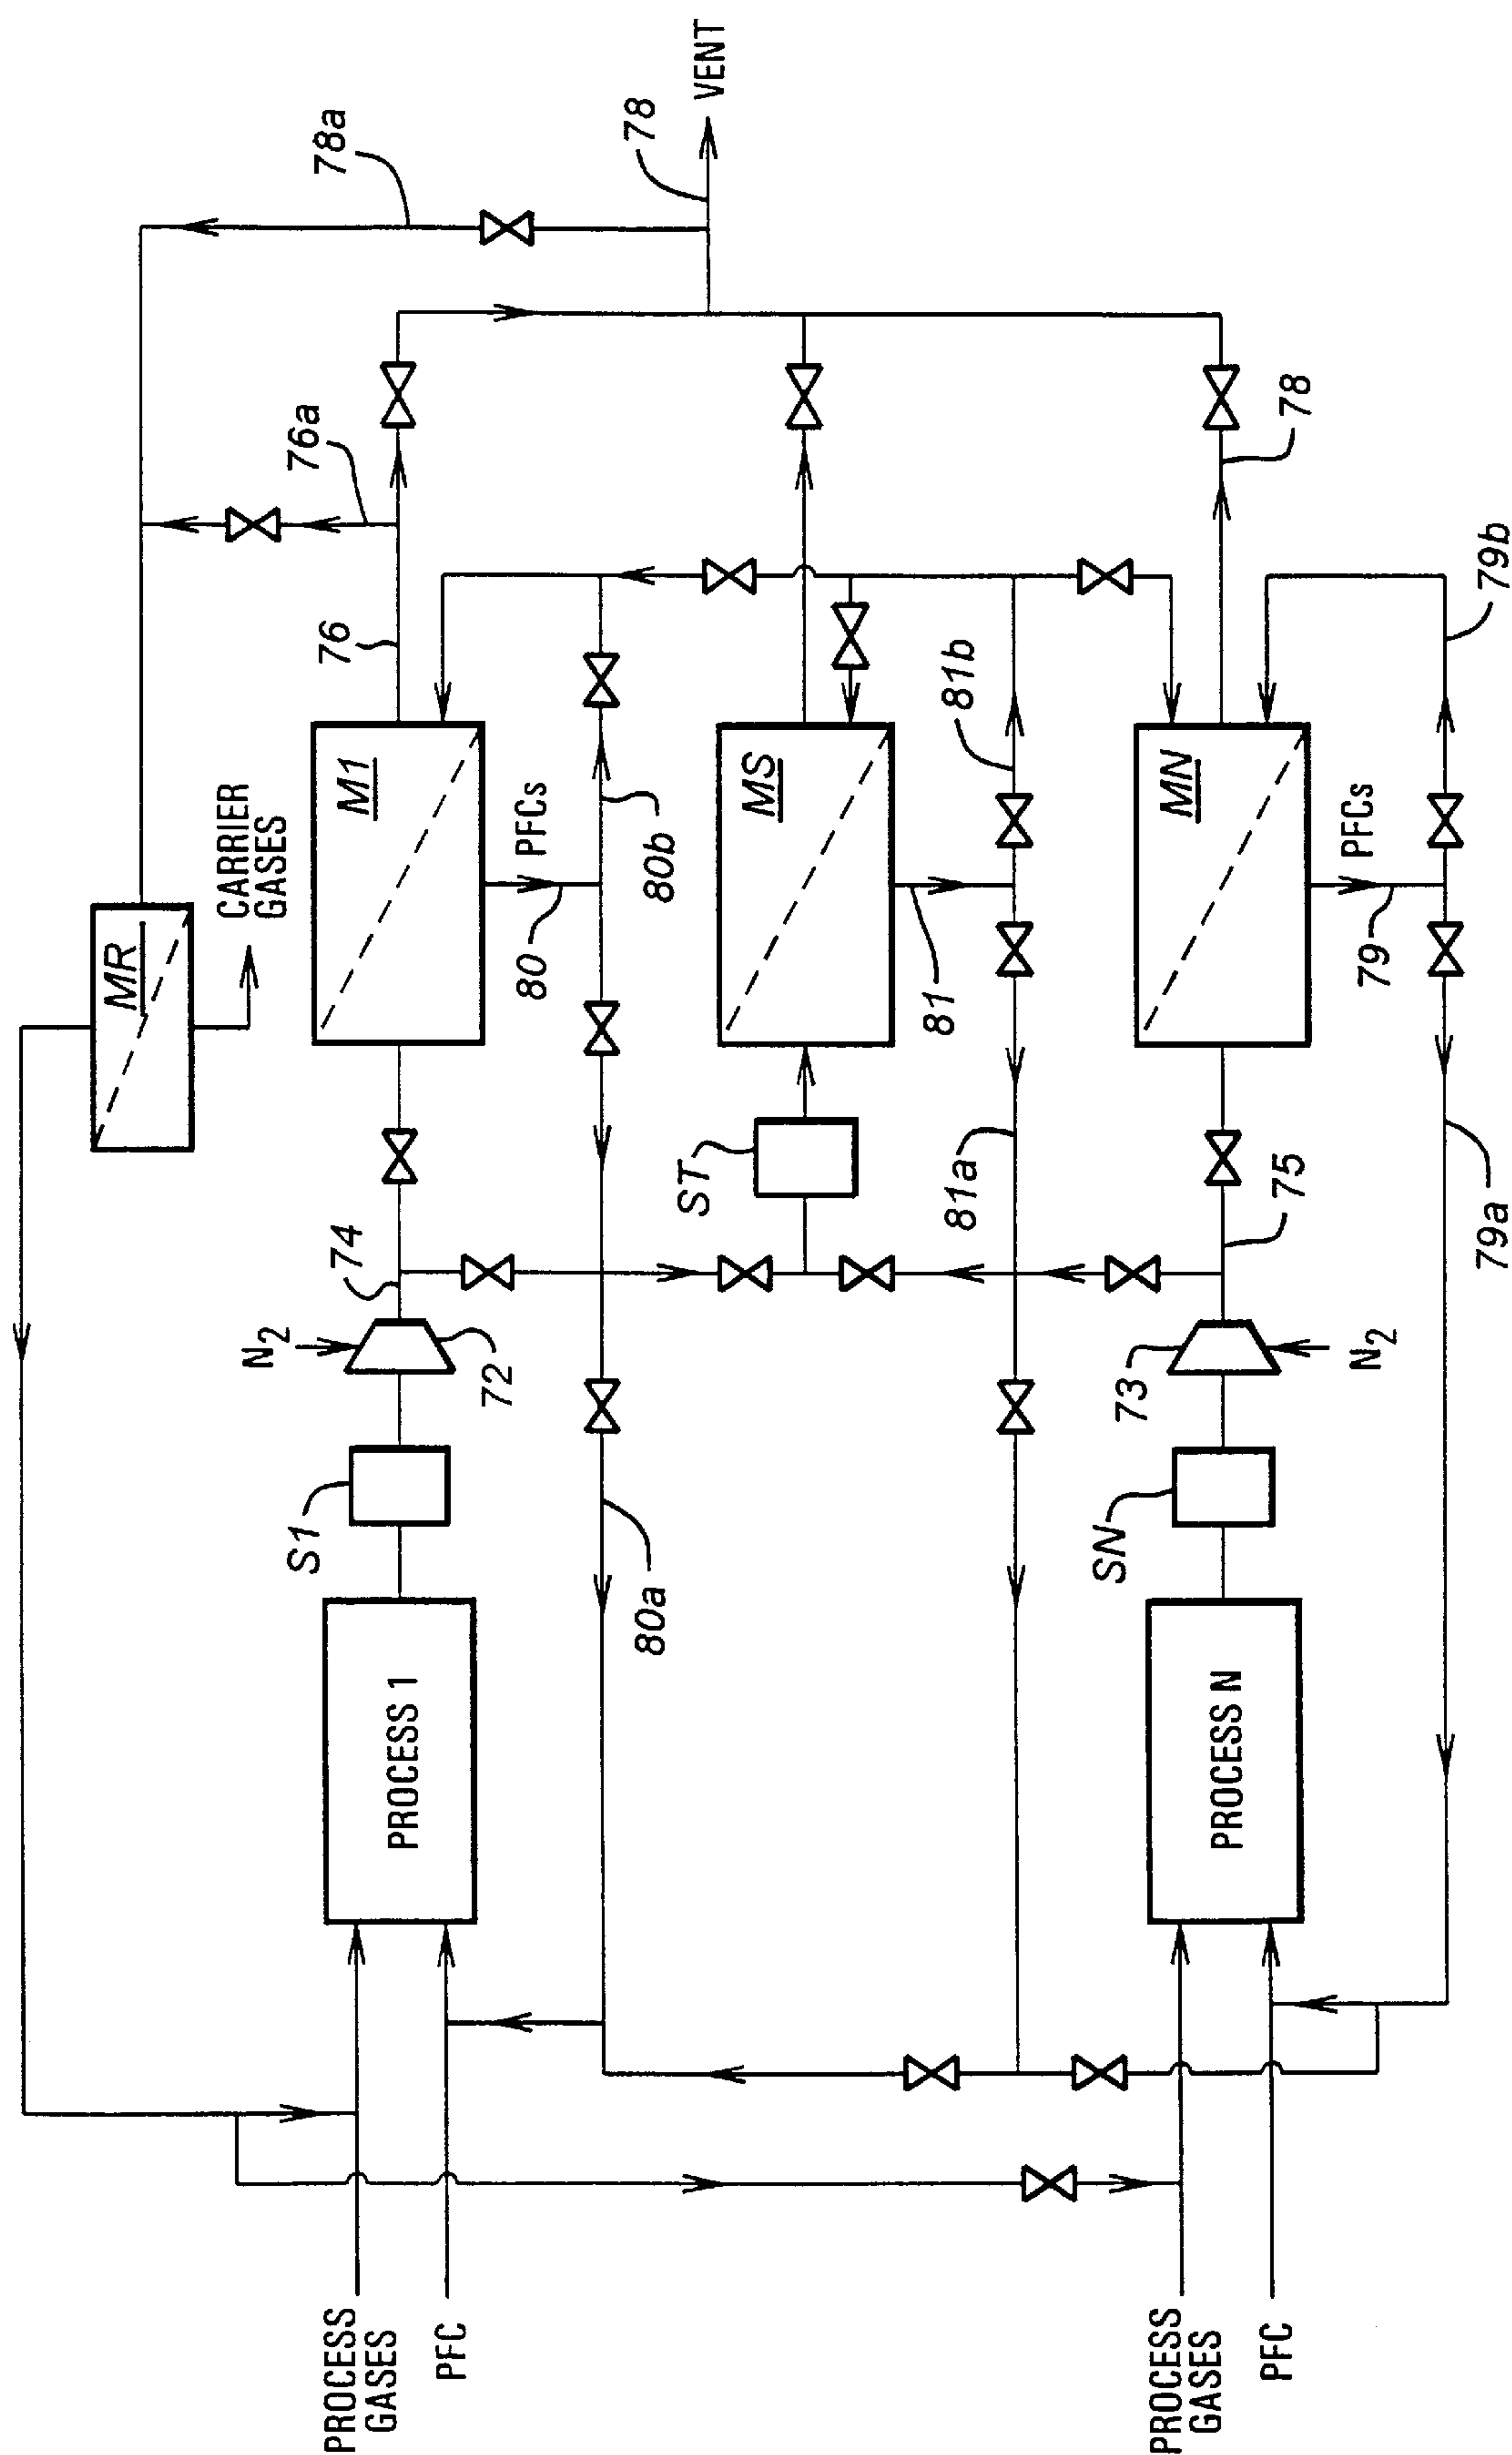 PROCESS
GASES
PFC
PROCESS 1
S1
N2
72
74
M1
76
76a
MR
CARRIER
GASES
78a
78
VENT
PFCs
80
80b
80a
ST
MS
81
81b
81a
PROCESS
GASES
PFC
PROCESS N
SN
73
N2
75
MN
78
PFCs
79
79b
79a